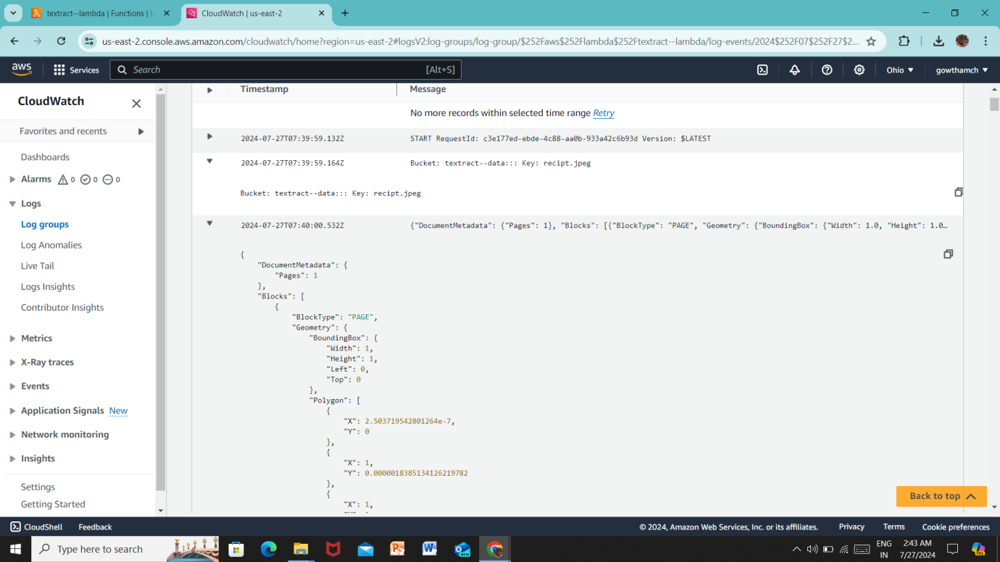 textract--lambda | Functions | L
CloudWatch | us-east-2
us-east-2.console.aws.amazon.com/cloudwatch/home?region=us-east-2#logsV2:log-groups/log-group/$252Faws$252Flambda$252Ftextract--lambda/log-events/2024$252F07$252F27$2...
aws
Services
Search
[Alt+S]
Ohio
gowthamch
CloudWatch
Favorites and recents
Dashboards
Alarms 0 0 0
Logs
Log groups
Log Anomalies
Live Tail
Logs Insights
Contributor Insights
Metrics
X-Ray traces
Events
Application Signals New
Network monitoring
Insights
Settings
Getting Started
Timestamp Message
No more records within selected time range Retry
2024-07-27T07:39:59.132Z START RequestId: c3e177ed-ebde-4c88-aa0b-933a42c6b93d Version: $LATEST
2024-07-27T07:39:59.164Z Bucket: textract--data::: Key: recipt.jpeg
Bucket: textract--data::: Key: recipt.jpeg
2024-07-27T07:40:00.532Z {"DocumentMetadata": {"Pages": 1}, "Blocks": [{"BlockType": "PAGE", "Geometry": {"BoundingBox": {"Width": 1.0, "Height": 1.0…
{
"DocumentMetadata": {
"Pages": 1
},
"Blocks": [
{
"BlockType": "PAGE",
"Geometry": {
"BoundingBox": {
"Width": 1,
"Height": 1,
"Left": 0,
"Top": 0
},
"Polygon": [
{
"X": 2.503719542801264e-7,
"Y": 0
},
{
"X": 1,
"Y": 0.0000018385134126219782
},
{
"X": 1,
Back to top
CloudShell Feedback
© 2024, Amazon Web Services, Inc. or its affiliates. Privacy Terms Cookie preferences
Type here to search
ENG
IN
2:43 AM
7/27/2024